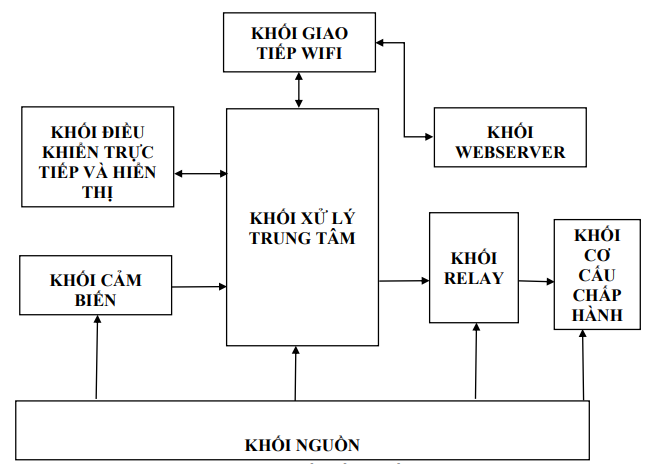 KHỐI GIAO
TIẾP WIFI
KHỐI ĐIỀU
KHIỂN TRỰC
TIẾP VÀ HIỂN
THỊ
KHỐI
WEBSERVER
KHỐI XỬ LÝ
TRUNG TÂM
KHỐI
RELAY
KHỐI
CƠ
CẤU
CHẤP
HÀNH
KHỐI CẢM
BIẾN
KHỐI NGUỒN